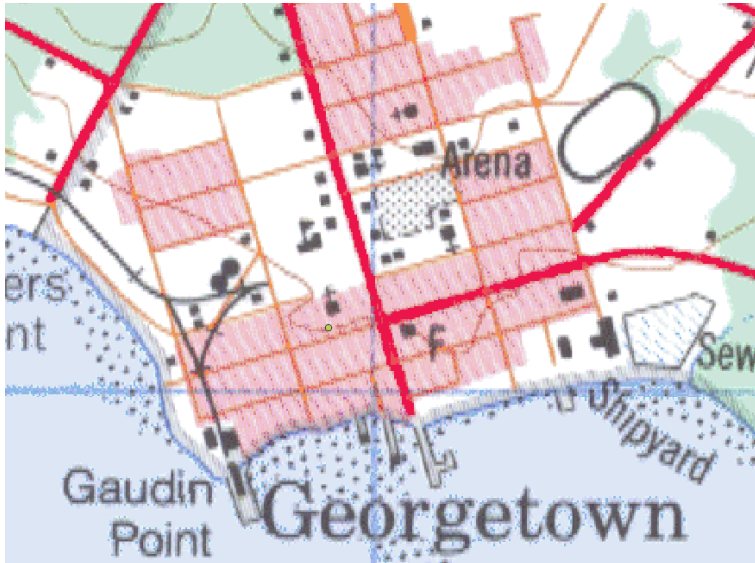 Arena
ers
nt
F
Sew
Shipyard
Gaudin
Point
Georgetown